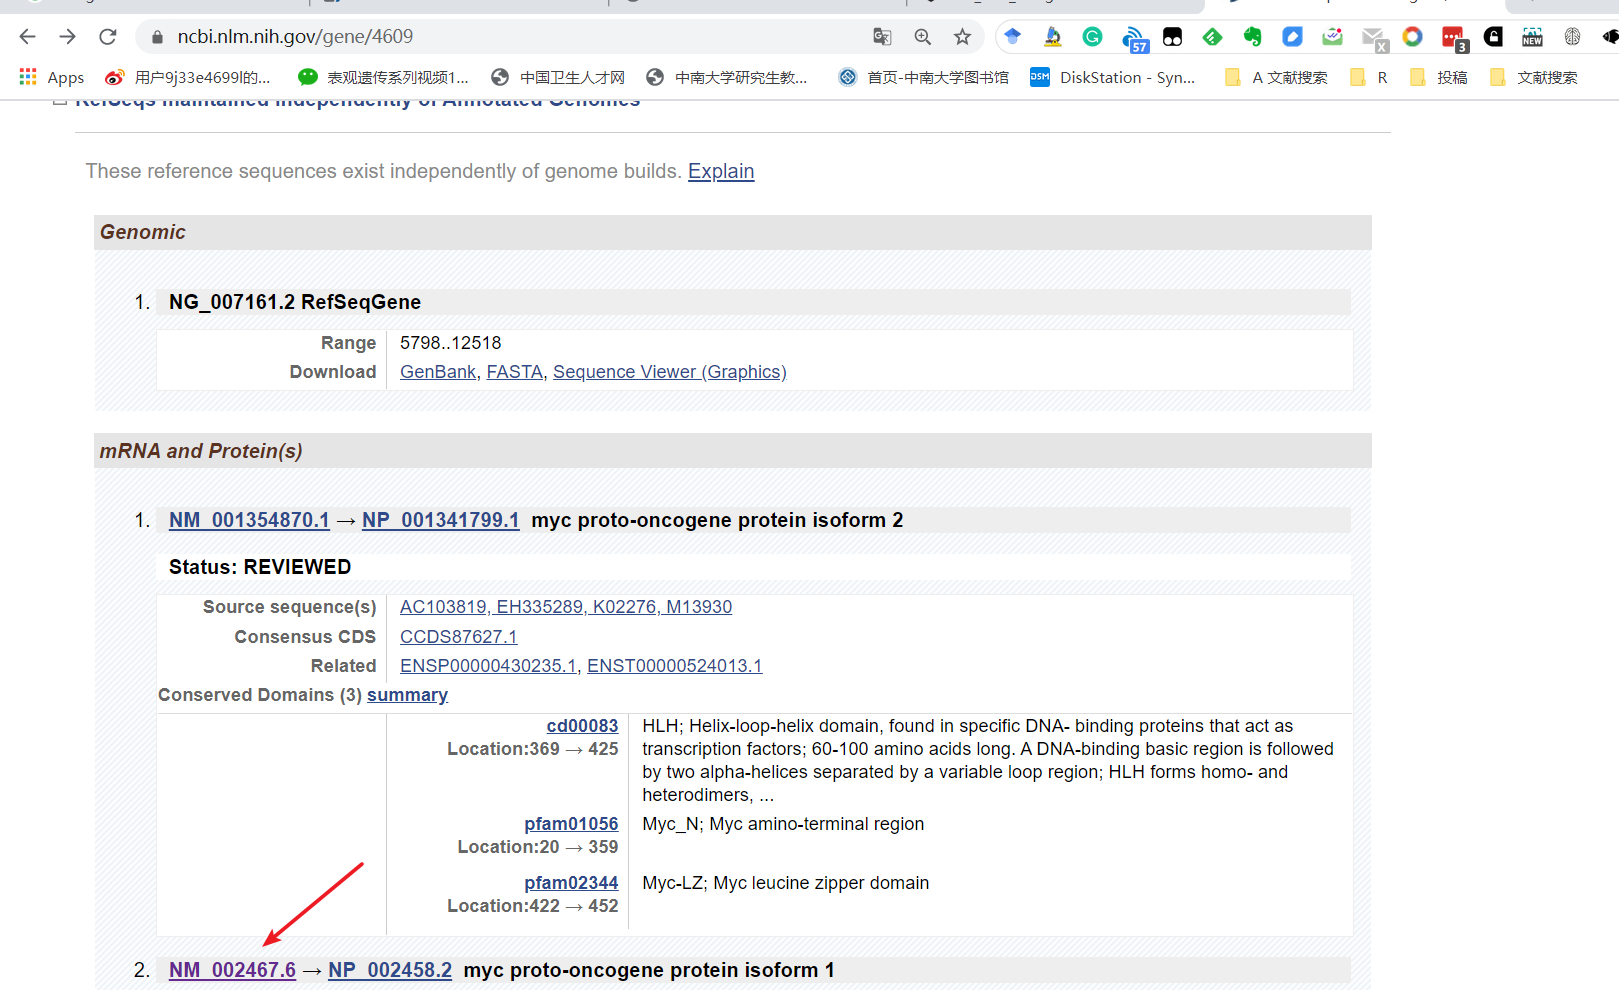 ncbi.nlm.nih.gov/gene/4609
57
X
3
NEW
Apps
用户9j33e4699l的...
表观遗传系列视频1...
中国卫生人才网
中南大学研究生教...
首页-中南大学图书馆
DSM
DiskStation - Syn...
A 文献搜索
R
投稿
文献搜索
RefSeqs maintained independently of Annotated Genomes
These reference sequences exist independently of genome builds. Explain
Genomic
1. NG_007161.2 RefSeqGene
Range 5798..12518
Download GenBank, FASTA, Sequence Viewer (Graphics)
mRNA and Protein(s)
1. NM_001354870.1 → NP_001341799.1 myc proto-oncogene protein isoform 2
Status: REVIEWED
Source sequence(s) AC103819, EH335289, K02276, M13930
Consensus CDS CCDS87627.1
Related ENSP00000430235.1, ENST00000524013.1
Conserved Domains (3) summary
cd00083 HLH; Helix-loop-helix domain, found in specific DNA- binding proteins that act as
Location:369 → 425 transcription factors; 60-100 amino acids long. A DNA-binding basic region is followed
by two alpha-helices separated by a variable loop region; HLH forms homo- and
heterodimers, ...
pfam01056 Myc_N; Myc amino-terminal region
Location:20 → 359
pfam02344 Myc-LZ; Myc leucine zipper domain
Location:422 → 452
2. NM_002467.6 → NP_002458.2 myc proto-oncogene protein isoform 1